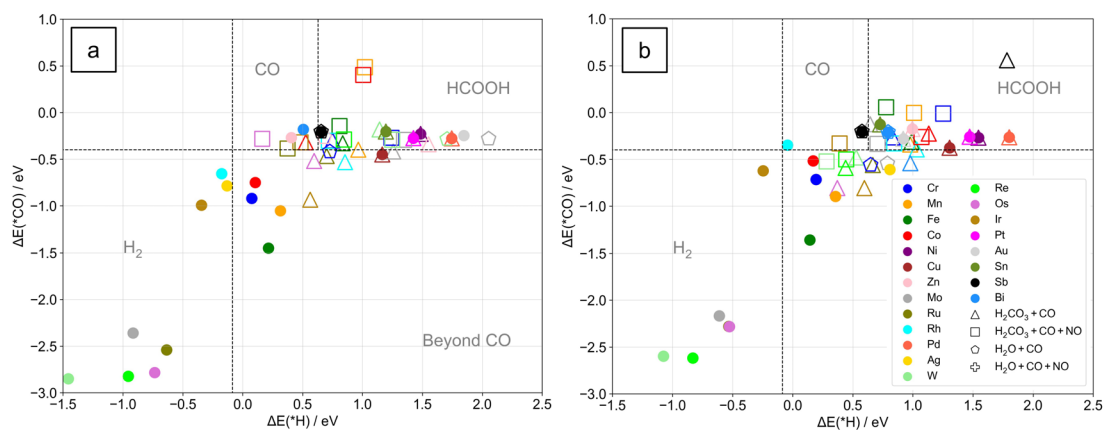 a
CO
HCOOH
H₂
Beyond CO
1.0
0.5
0.0
−0.5
−1.0
−1.5
−2.0
−2.5
−3.0
−1.5 −1.0 −0.5 0.0 0.5 1.0 1.5 2.0 2.5
ΔE(*CO) / eV
ΔE(*H) / eV
b
CO
HCOOH
H₂
1.0
0.5
0.0
−0.5
−1.0
−1.5
−2.0
−2.5
−3.0
−1.5 −1.0 −0.5 0.0 0.5 1.0 1.5 2.0 2.5
ΔE(*CO) / eV
ΔE(*H) / eV
Cr
Mn
Fe
Co
Ni
Cu
Zn
Mo
Ru
Rh
Pd
Ag
W
Re
Os
Ir
Pt
Au
Sn
Sb
Bi
H₂CO₃ + CO
H₂CO₃ + CO + NO
H₂O + CO
H₂O + CO + NO